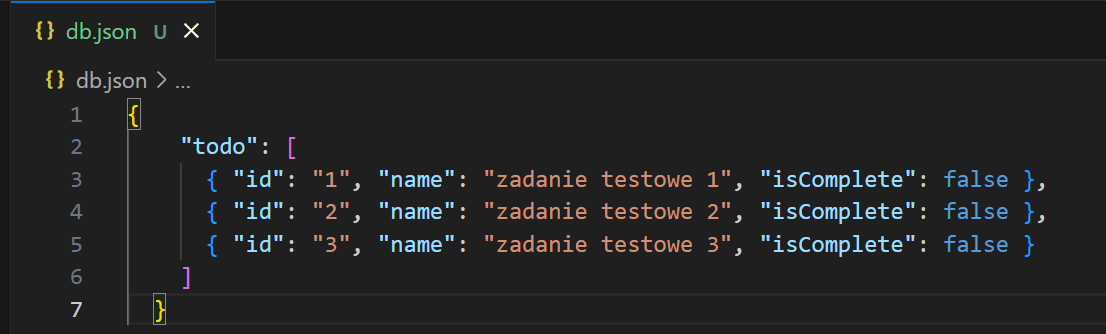 {} db.json U ×
{} db.json > ...
1 {
2     "todo": [
3       { "id": "1", "name": "zadanie testowe 1", "isComplete": false },
4       { "id": "2", "name": "zadanie testowe 2", "isComplete": false },
5       { "id": "3", "name": "zadanie testowe 3", "isComplete": false }
6     ]
7   }